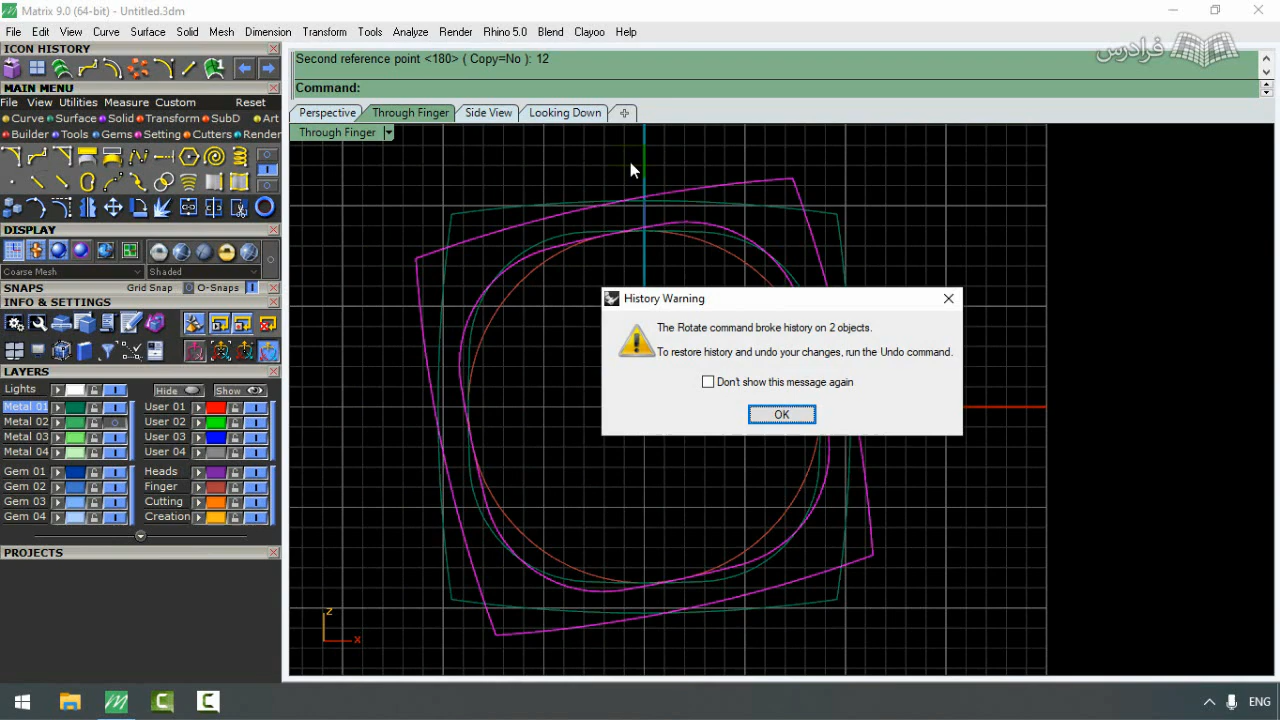 Matrix 9.0 (64-bit) - Untitled.3dm
File Edit View Curve Surface Solid Mesh Dimension Transform Tools Analyze Render Rhino 5.0 Blend Clayoo Help
فرادرس
ICON HISTORY
Second reference point <180> ( Copy=No ): 12
Command:
MAIN MENU
File View Utilities Measure Custom Reset
Curve Surface Solid Transform SubD Art
Builder Tools Gems Setting Cutters Render
Perspective Through Finger Side View Looking Down
Through Finger
DISPLAY
Coarse Mesh Shaded
SNAPS Grid Snap O-Snaps
INFO & SETTINGS
LAYERS
Lights Hide Show
Metal 01 User 01
Metal 02 User 02
Metal 03 User 03
Metal 04 User 04
Gem 01 Heads
Gem 02 Finger
Gem 03 Cutting
Gem 04 Creation
PROJECTS
History Warning
The Rotate command broke history on 2 objects.
To restore history and undo your changes, run the Undo command.
Don't show this message again
OK
z
x
ENG